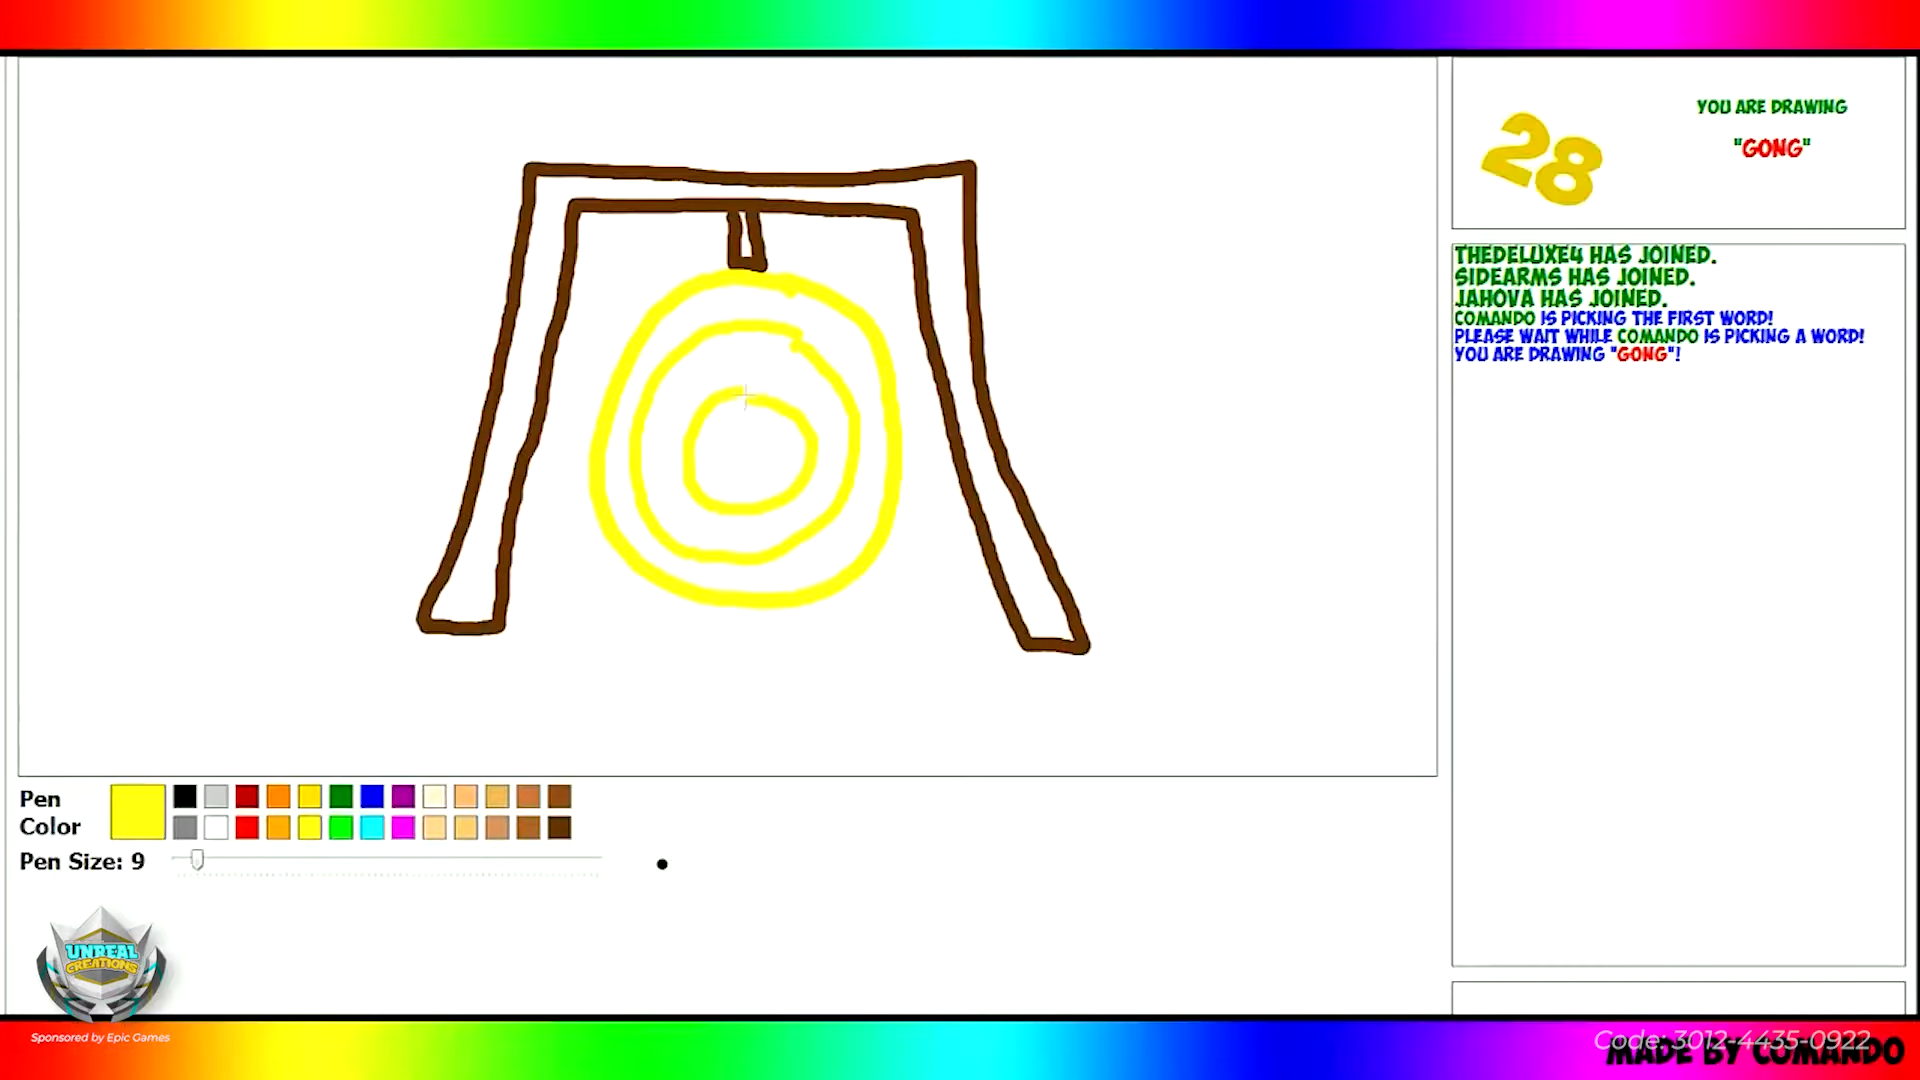 28
YOU ARE DRAWING
"GONG"
THEDELUXE4 HAS JOINED.
SIDEARMS HAS JOINED.
JAHOVA HAS JOINED.
COMANDO IS PICKING THE FIRST WORD!
PLEASE WAIT WHILE COMANDO IS PICKING A WORD!
YOU ARE DRAWING "GONG"!
Pen
Color
Pen Size: 9
UNREAL
CREATIONS
Sponsored by Epic Games
Code: 3012-4435-0922
MADE BY COMANDO